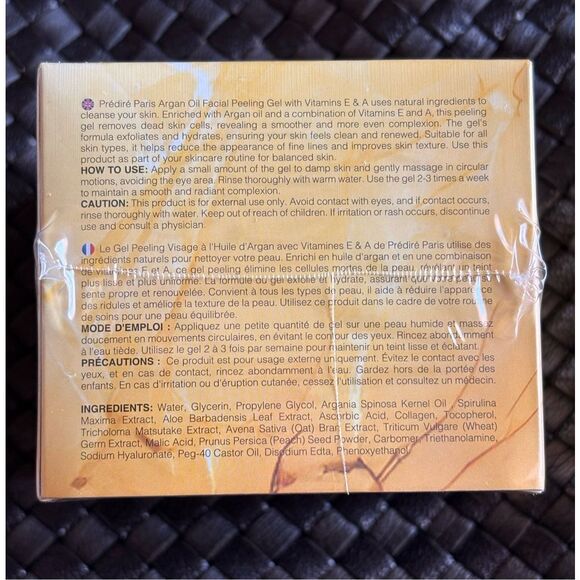 Prédiré Paris Argan Oil Facial Peeling Gel with Vitamins E & A uses natural ingredients to
cleanse your skin. Enriched with Argan oil and a combination of Vitamins E and A, this peeling
gel removes dead skin cells, revealing a smoother and more even complexion. The gel's
formula exfoliates and hydrates, ensuring your skin feels clean and renewed. Suitable for all
skin types, it helps reduce the appearance of fine lines and improves skin texture. Use this
product as part of your skincare routine for balanced skin.
HOW TO USE: Apply a small amount of the gel to damp skin and gently massage in circular
motions, avoiding the eye area. Rinse thoroughly with warm water. Use the gel 2-3 times a week
to maintain a smooth and radiant complexion.
CAUTION: This product is for external use only. Avoid contact with eyes, and if contact occurs,
rinse thoroughly with water. Keep out of reach of children. If irritation or rash occurs, discontinue
use and consult a physician.
Le Gel Peeling Visage à l'Huile d'Argan avec Vitamines E & A de Prédiré Paris utilise des
ingrédients naturels pour nettoyer votre peau. Enrichi en huile d'argan et en une combinaison
de vitamines E et A, ce gel peeling élimine les cellules mortes de la peau, révélant un teint
plus lisse et plus uniforme. La formule du gel exfolie et hydrate, assurant que votre peau se
sente propre et renouvelée. Convient à tous les types de peau, il aide à réduire l'apparence
des ridules et améliore la texture de la peau. Utilisez ce produit dans le cadre de votre routine
de soins pour une peau équilibrée.
MODE D'EMPLOI : Appliquez une petite quantité de gel sur une peau humide et massez
doucement en mouvements circulaires, en évitant le contour des yeux. Rincez abondamment
à l'eau tiède. Utilisez le gel 2 à 3 fois par semaine pour maintenir un teint lisse et éclatant.
PRÉCAUTIONS : Ce produit est pour usage externe uniquement. Évitez le contact avec les
yeux, et en cas de contact, rincez abondamment à l'eau. Gardez hors de la portée des
enfants. En cas d'irritation ou d'éruption cutanée, cessez l'utilisation et consultez un médecin.
INGREDIENTS: Water, Glycerin, Propylene Glycol, Argania Spinosa Kernel Oil , Spirulina
Maxima Extract, Aloe Barbadensis Leaf Extract, Ascorbic Acid, Collagen, Tocopherol,
Tricholoma Matsutake Extract, Avena Sativa (Oat) Bran Extract, Triticum Vulgare (Wheat)
Germ Extract, Malic Acid, Prunus Persica (Peach) Seed Powder, Carbomer, Triethanolamine,
Sodium Hyaluronate, Peg-40 Castor Oil, Disodium Edta, Phenoxyethanol.